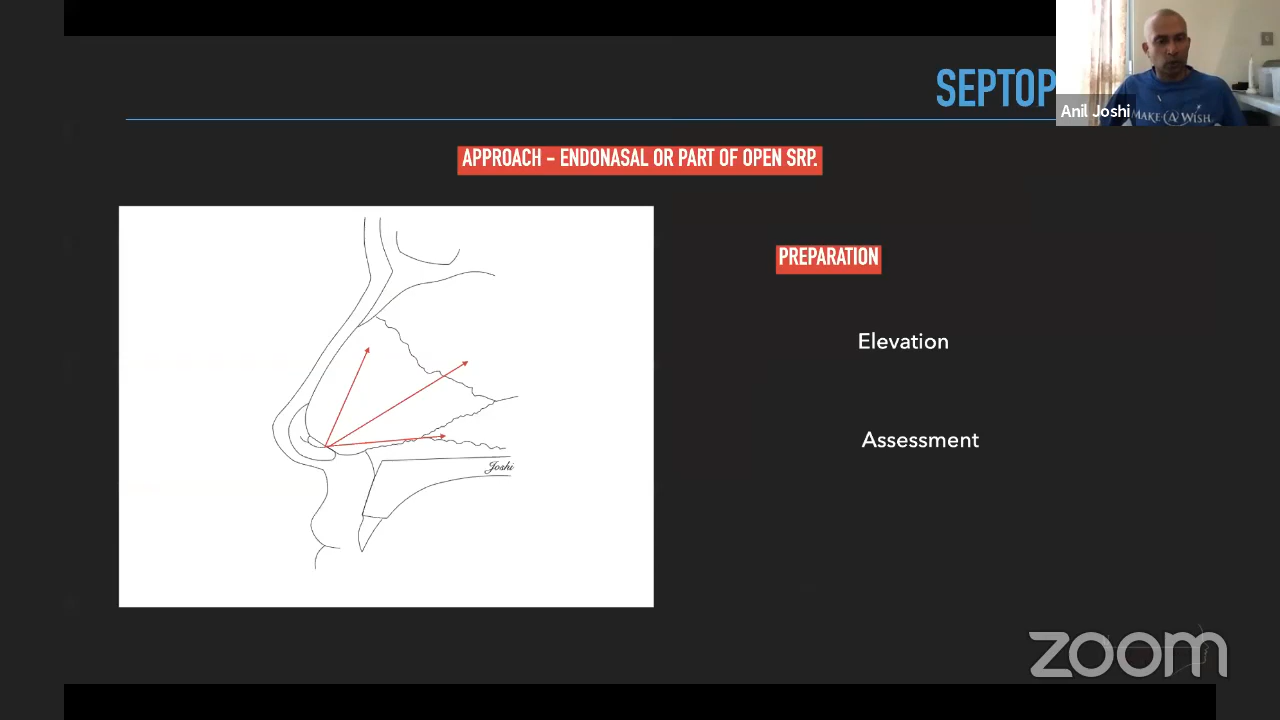 SEPTOP
Anil Joshi
MAKE A WISH.
APPROACH - ENDONASAL OR PART OF OPEN SRP.
PREPARATION
Elevation
Assessment
Joshi
zoom